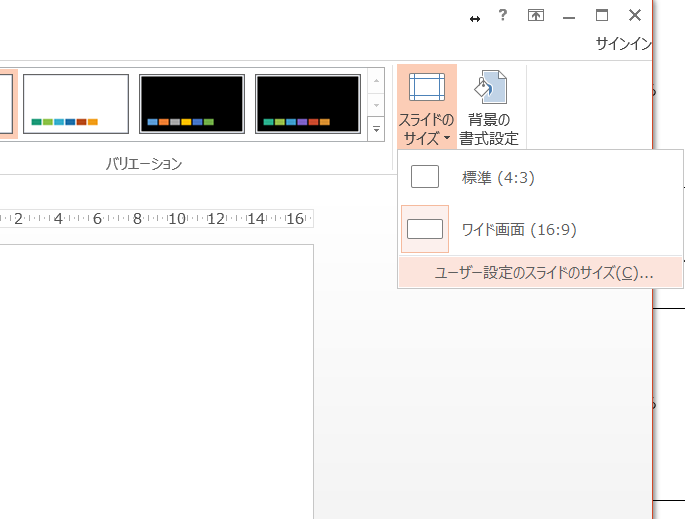 ?
サインイン
スライドの
サイズ
背景の
書式設定
バリエーション
標準 (4:3)
ワイド画面 (16:9)
ユーザー設定のスライドのサイズ(C)...
2 4 6 8 10 12 14 16